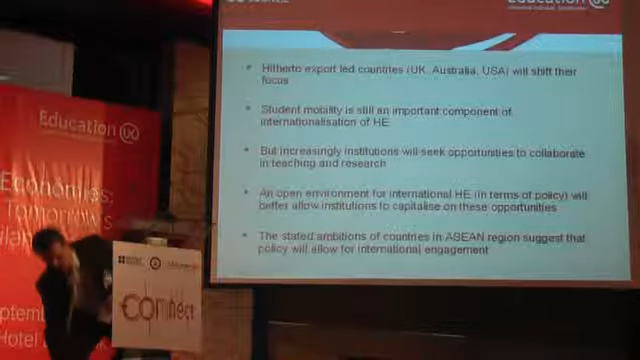 Education UK
Hitherto export led countries (UK, Australia, USA) will shift their
focus
Student mobility is still an important component of
internationalisation of HE
But increasingly institutions will seek opportunities to collaborate
in teaching and research
An open environment for international HE (in terms of policy) will
better allow institutions to capitalise on these opportunities
The stated ambitions of countries in ASEAN region suggest that
policy will allow for international engagement
Education UK
Economies:
Tomorrow's
Hotel
connect